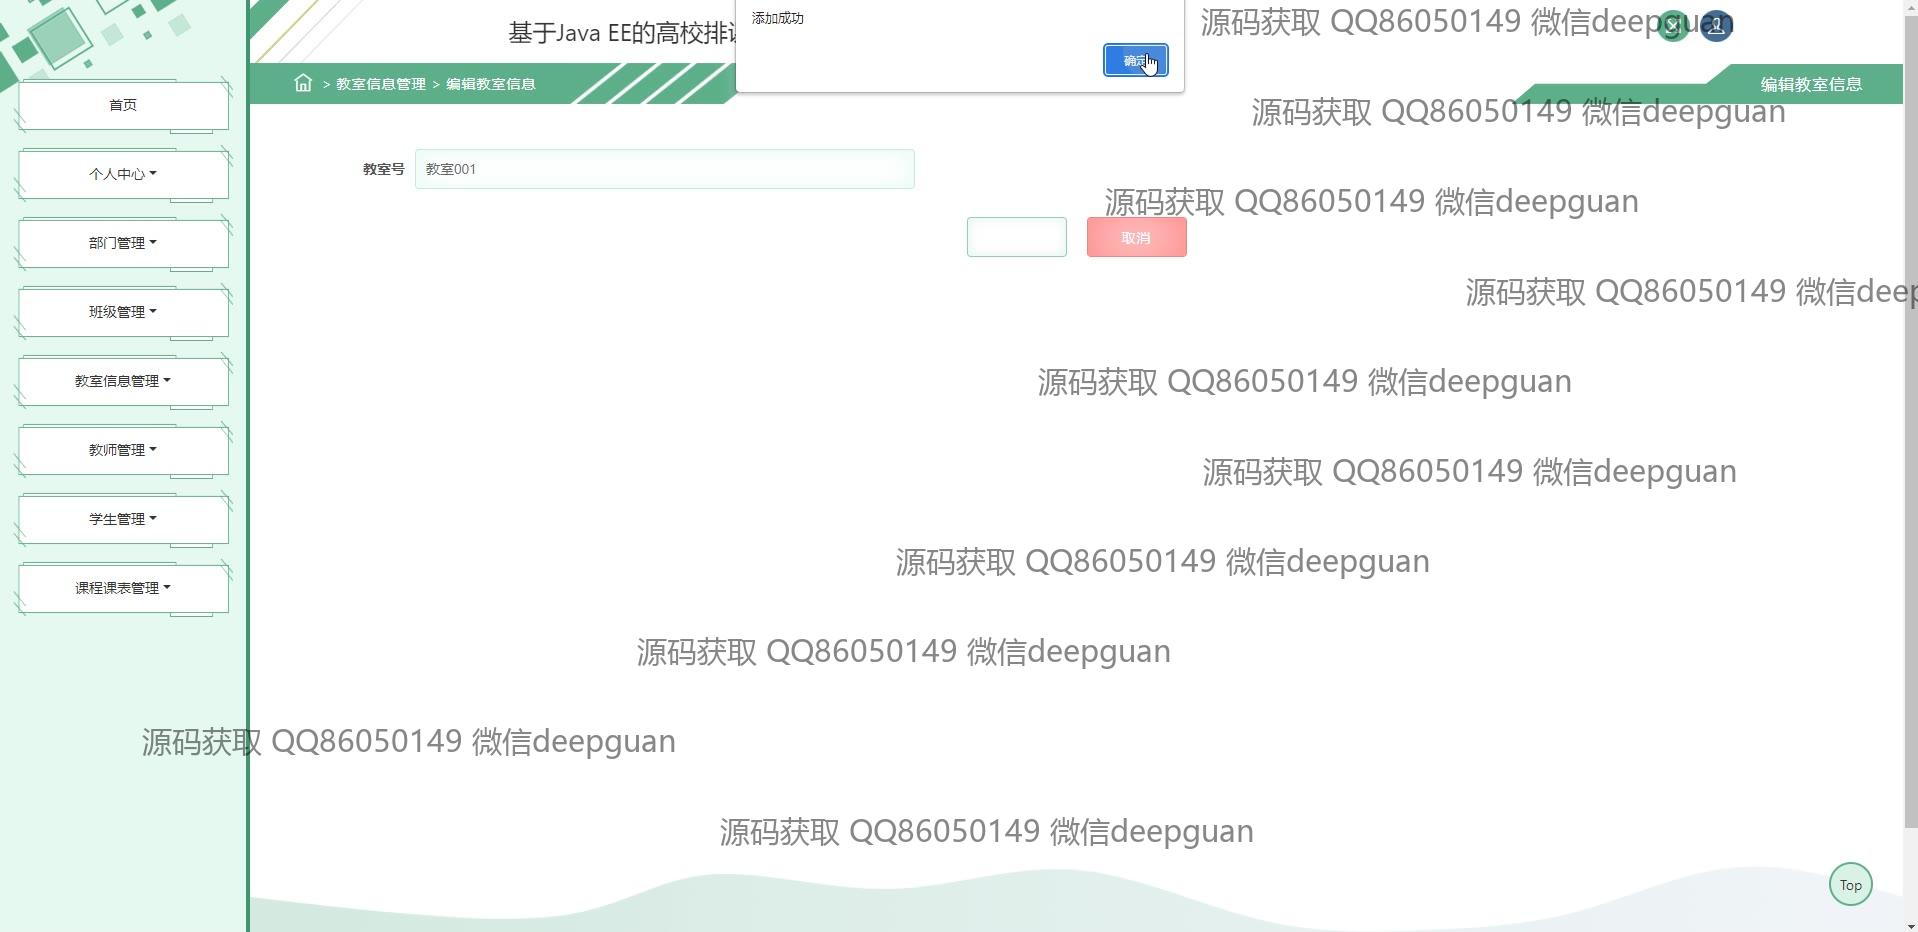 添加成功
确定
基于Java EE的高校排课
源码获取 QQ86050149 微信deepguan
> 教室信息管理 > 编辑教室信息
编辑教室信息
源码获取 QQ86050149 微信deepguan
首页
教室号
教室001
个人中心
源码获取 QQ86050149 微信deepguan
取消
部门管理
源码获取 QQ86050149 微信deep
班级管理
教室信息管理
源码获取 QQ86050149 微信deepguan
教师管理
源码获取 QQ86050149 微信deepguan
学生管理
源码获取 QQ86050149 微信deepguan
课程课表管理
源码获取 QQ86050149 微信deepguan
源码获取 QQ86050149 微信deepguan
源码获取 QQ86050149 微信deepguan
Top